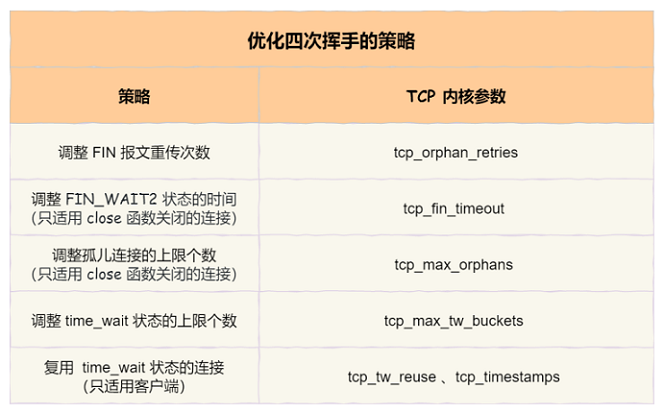 优化四次挥手的策略
策略
TCP 内核参数
调整 FIN 报文重传次数
tcp_orphan_retries
调整 FIN_WAIT2 状态的时间
（只适用 close 函数关闭的连接）
tcp_fin_timeout
调整孤儿连接的上限个数
（只适用 close 函数关闭的连接）
tcp_max_orphans
调整 time_wait 状态的上限个数
tcp_max_tw_buckets
复用 time_wait 状态的连接
（只适用客户端）
tcp_tw_reuse 、tcp_timestamps